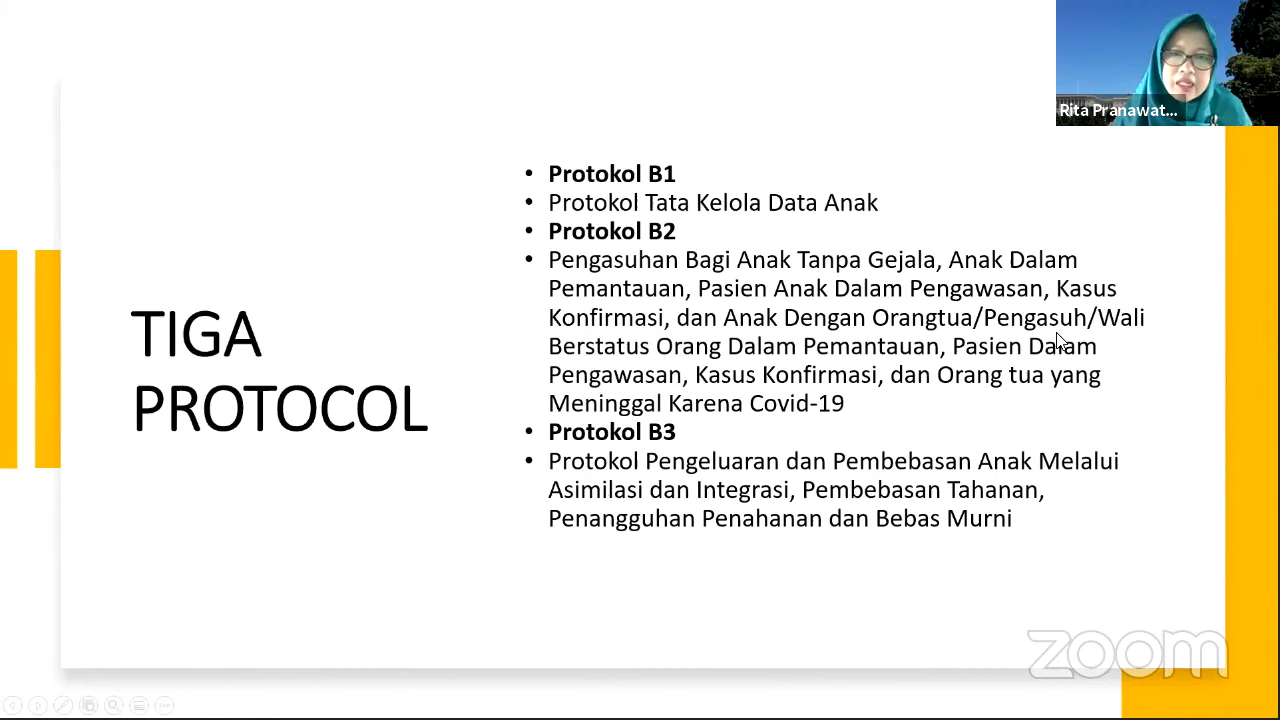 Rita Pranawat...
TIGA
PROTOCOL
• Protokol B1
• Protokol Tata Kelola Data Anak
• Protokol B2
• Pengasuhan Bagi Anak Tanpa Gejala, Anak Dalam
Pemantauan, Pasien Anak Dalam Pengawasan, Kasus
Konfirmasi, dan Anak Dengan Orangtua/Pengasuh/Wali
Berstatus Orang Dalam Pemantauan, Pasien Dalam
Pengawasan, Kasus Konfirmasi, dan Orang tua yang
Meninggal Karena Covid-19
• Protokol B3
• Protokol Pengeluaran dan Pembebasan Anak Melalui
Asimilasi dan Integrasi, Pembebasan Tahanan,
Penangguhan Penahanan dan Bebas Murni
zoom